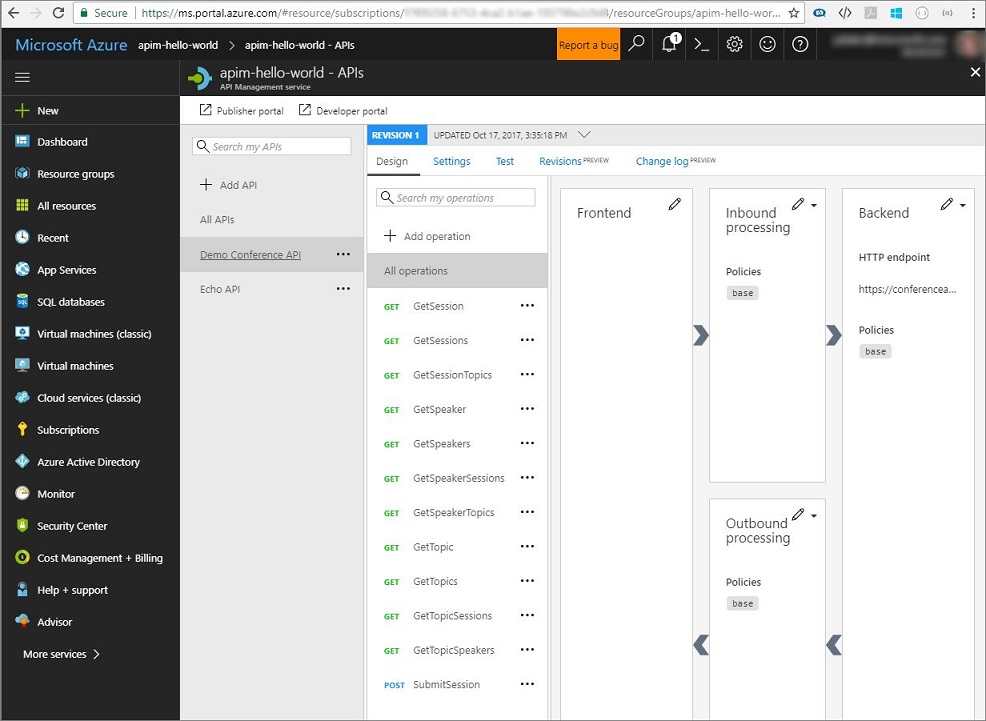 Secure
https://ms.portal.azure.com/#resource/subscriptions/
/resourceGroups/apim-hello-wor...
Microsoft Azure
apim-hello-world > apim-hello-world - APIs
Report a bug
1
apim-hello-world - APIs
API Management service
New
Dashboard
Resource groups
All resources
Recent
App Services
SQL databases
Virtual machines (classic)
Virtual machines
Cloud services (classic)
Subscriptions
Azure Active Directory
Monitor
Security Center
Cost Management + Billing
Help + support
Advisor
More services >
Publisher portal
Developer portal
Search my APIs
Add API
All APIs
Demo Conference API
Echo API
REVISION 1
UPDATED Oct 17, 2017, 3:35:18 PM
Design
Settings
Test
Revisions PREVIEW
Change log PREVIEW
Search my operations
Add operation
All operations
GET GetSession
GET GetSessions
GET GetSessionTopics
GET GetSpeaker
GET GetSpeakers
GET GetSpeakerSessions
GET GetSpeakerTopics
GET GetTopic
GET GetTopics
GET GetTopicSessions
GET GetTopicSpeakers
POST SubmitSession
Frontend
Inbound
processing
Policies
base
Outbound
processing
Policies
base
Backend
HTTP endpoint
https://conferencea...
Policies
base